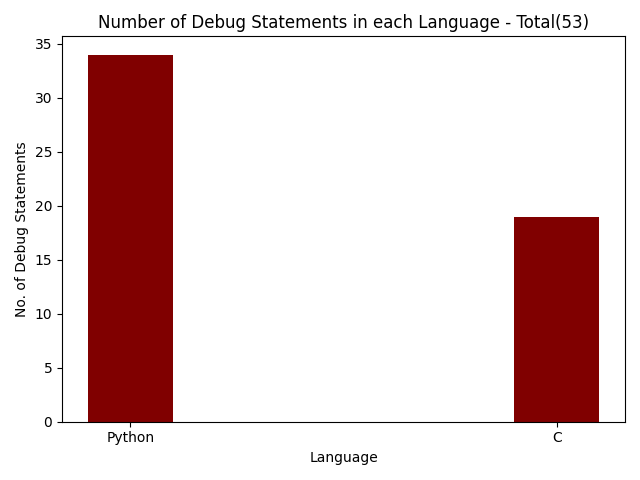 Number of Debug Statements in each Language - Total(53)
No. of Debug Statements
35
30
25
20
15
10
5
0
Python
C
Language